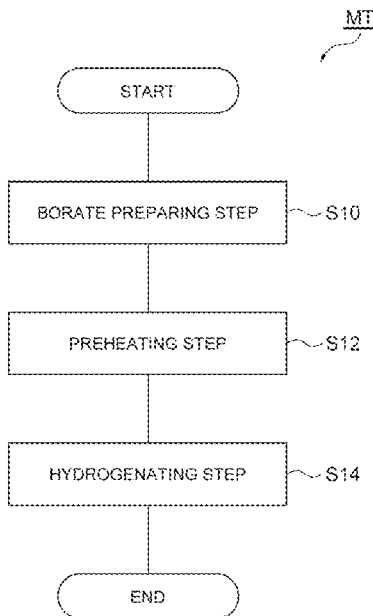 MT
START
BORATE PREPARING STEP S10
PREHEATING STEP S12
HYDROGENATING STEP S14
END